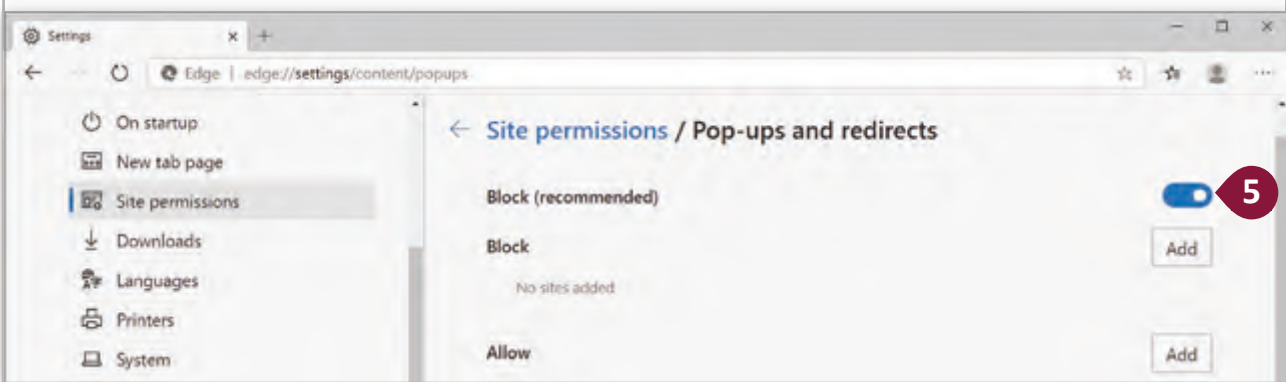 Settings
Edge | edge://settings/content/popups
On startup
New tab page
Site permissions
Downloads
Languages
Printers
System
Site permissions / Pop-ups and redirects
Block (recommended)
5
Block
Add
No sites added
Allow
Add